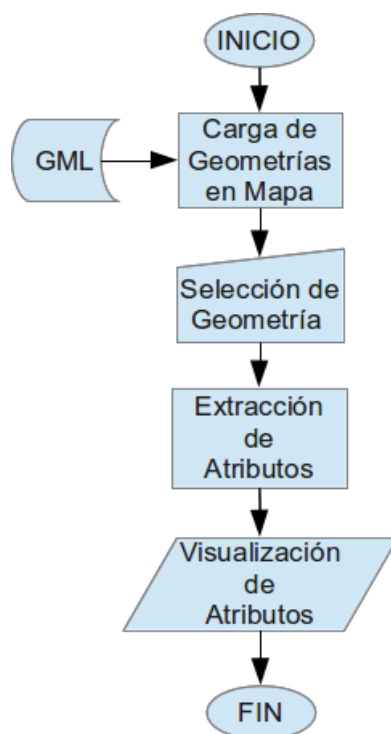 INICIO
GML
Carga de
Geometrías
en Mapa
Selección de
Geometría
Extracción
de
Atributos
Visualización
de
Atributos
FIN